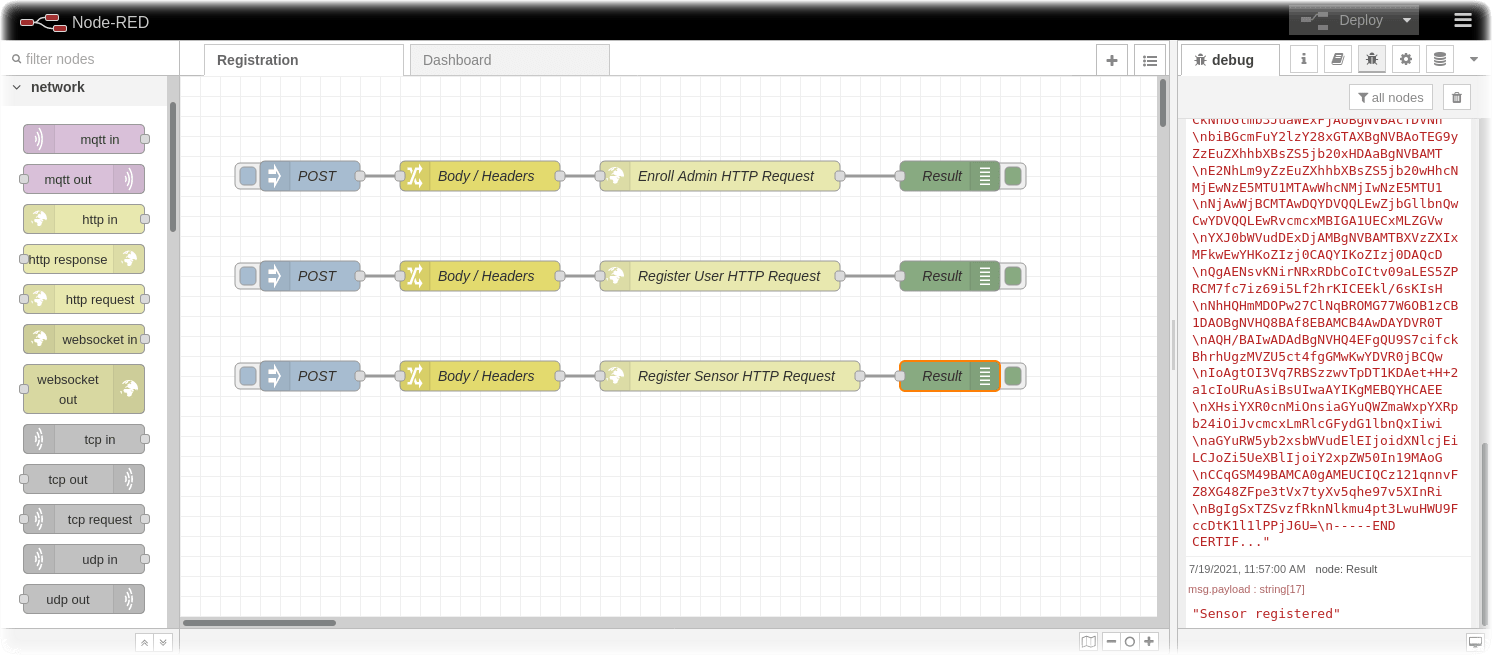 Node-RED
Deploy
filter nodes
Registration
Dashboard
debug
network
all nodes
mqtt in
mqtt out
http in
http response
http request
websocket in
websocket
out
tcp in
tcp out
tcp request
udp in
udp out
POST
Body / Headers
Enroll Admin HTTP Request
Result
POST
Body / Headers
Register User HTTP Request
Result
POST
Body / Headers
Register Sensor HTTP Request
Result
\nbiBGcmFuY2lzY28xGTAXBgNVBAoTEG9y
ZzEuZXhhbXBsZS5jb20xHDAaBgNVBAMT
\nE2NhLm9yZzEuZXhhbXBsZS5jb20wHhcN
MjEwNzE5MTU1MTAwWhcNMjIwNzE5MTU1
\nNjAwWjBCMTAwDQYDVQQLEwZjbGllbnQw
CwYDVQQLEwRvcmcxMBIGA1UECxMLZGVw
\nYXJ0bWVudDExDjAMBgNVBAMTBXVzZXIx
MFkwEwYHKoZIzj0CAQYIKoZIzj0DAQcD
\nQgAENsvKNirNRxRDbCoICtv09aLES5ZP
RCM7fc7iz69i5Lf2hrKICEEkl/6sKIsH
\nNhHQHmMDOPw27ClNqBROMG77W6OB1zCB
1DAOBgNVHQ8BAf8EBAMCB4AwDAYDVR0T
\nAQH/BAIwADAdBgNVHQ4EFgQU9S7cifck
BhrhUgzMVZU5ct4fgGMwKwYDVR0jBCQw
\nIoAgtOI3Vq7RBSzzwvTpDT1KDAet+H+2
a1cIoURuAsiBsUIwaAYIKgMEBQYHCAEE
\nXHsiYXR0cnMiOnsiaGYuQWZmaWxpYXRp
b24iOiJvcmcxLmRlcGFydG1lbnQxIiwi
\naGYuRW5yb2xsbWVudElEIjoidXNlcjEi
LCJoZi5UeXBlIjoiY2xpZW50In19MAoG
\nCCqGSM49BAMCA0gAMEUCIQCz121qnnvF
Z8XG48ZFpe3tVx7tyXv5qhe97v5XInRi
\nBgIgSxTZSvzfRknNlkmu4pt3LwuHWU9F
ccDtK1l1lPPjJ6U=\n-----END
CERTIF..."
7/19/2021, 11:57:00 AM node: Result
msg.payload : string[17]
"Sensor registered"